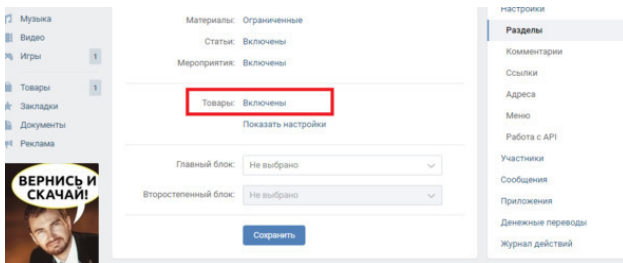 Музыка
Видео
Игры 1
Товары 1
Закладки
Документы
Реклама
ВЕРНИСЬ И
СКАЧАЙ!
Материалы: Ограниченные
Статьи: Включены
Мероприятия: Включены
Товары: Включены
Показать настройки
Главный блок: Не выбрано
Второстепенный блок: Не выбрано
Сохранить
Настройки
Разделы
Комментарии
Ссылки
Адреса
Меню
Работа с API
Участники
Сообщения
Приложения
Денежные переводы
Журнал действий